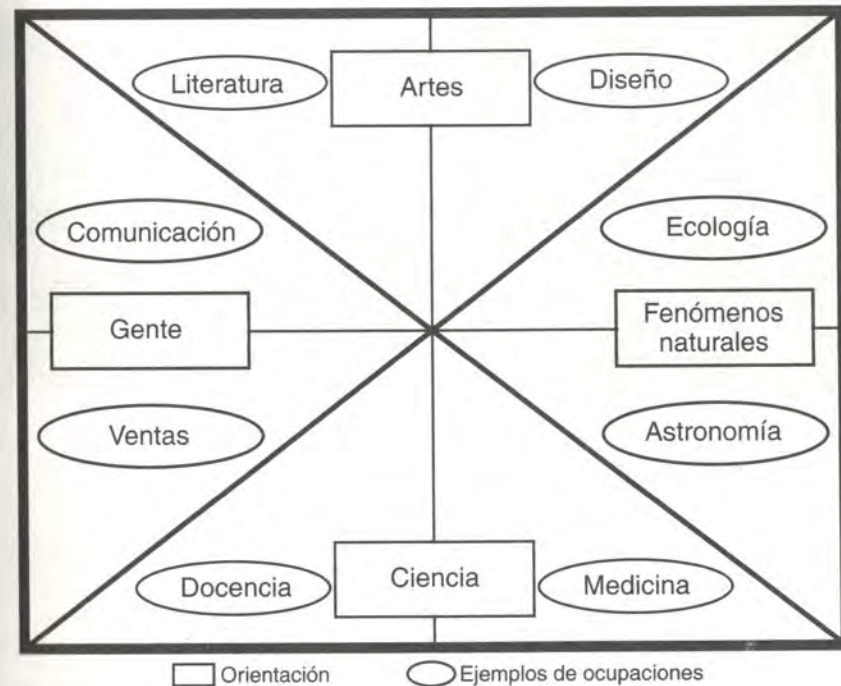 Literatura
Artes
Diseño
Comunicación
Ecología
Gente
Fenómenos
naturales
Ventas
Astronomía
Docencia
Ciencia
Medicina
Orientación
Ejemplos de ocupaciones